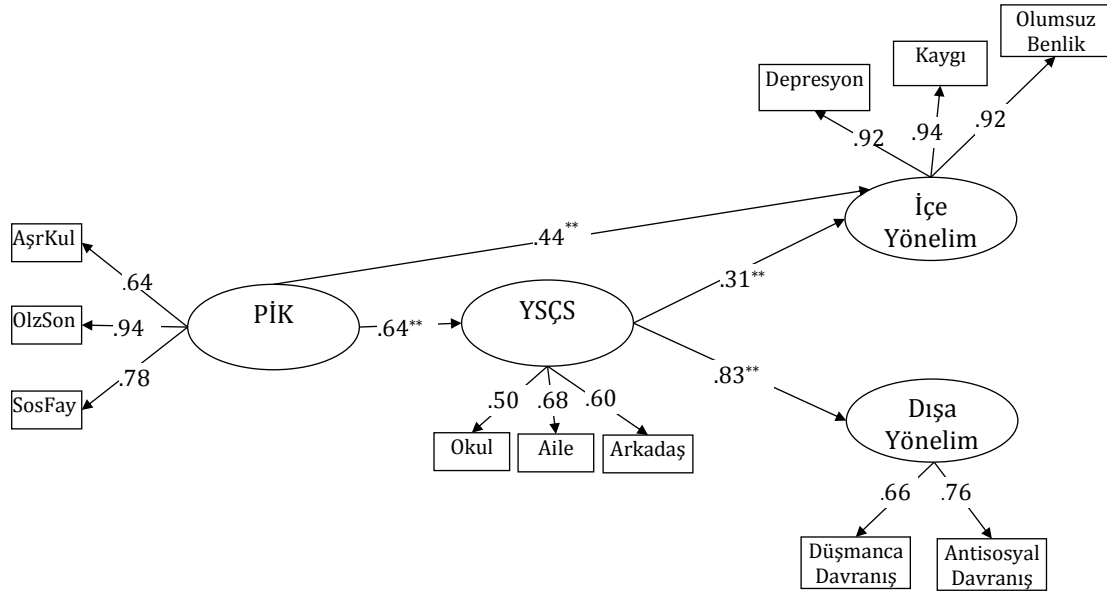 Olumsuz
Benlik
Kaygı
Depresyon
.92
.94
.92
İçe
Yönelim
AşrKul
.44**
.64
.31**
OlzSon
.94
PİK
.64**
YSÇS
.78
.83**
SosFay
.50
.68
.60
Okul
Aile
Arkadaş
Dışa
Yönelim
.66
.76
Düşmanca
Davranış
Antisosyal
Davranış